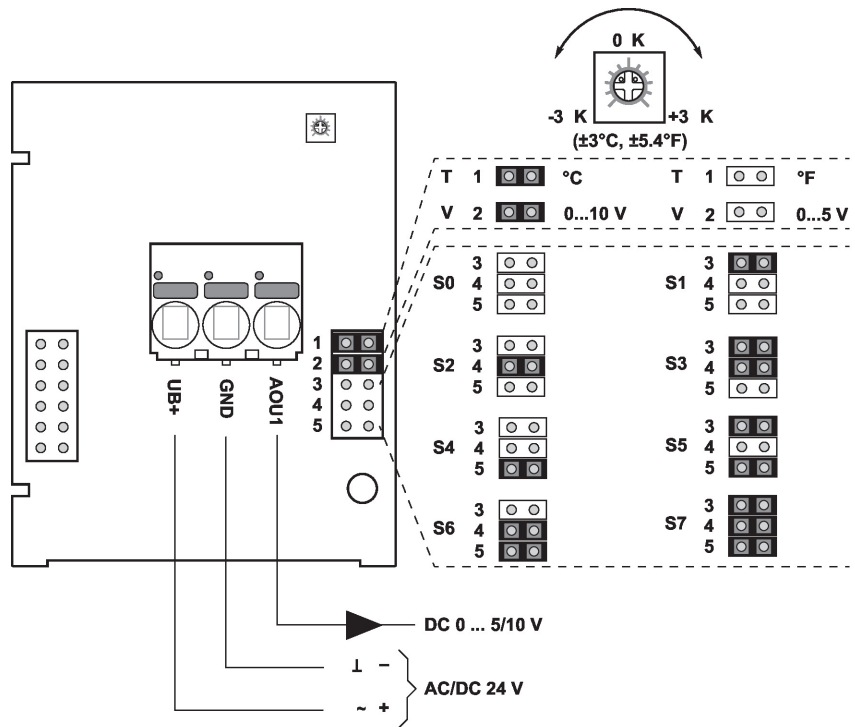 0 K
-3 K +3 K
(±3°C, ±5.4°F)
T 1 °C T 1 °F
V 2 0...10 V V 2 0...5 V
S0 3 4 5 S1 3 4 5
S2 3 4 5 S3 3 4 5
S4 3 4 5 S5 3 4 5
S6 3 4 5 S7 3 4 5
1
2
3
4
5
UB+
GND
AOU1
DC 0 ... 5/10 V
⊥ –
AC/DC 24 V
~ +